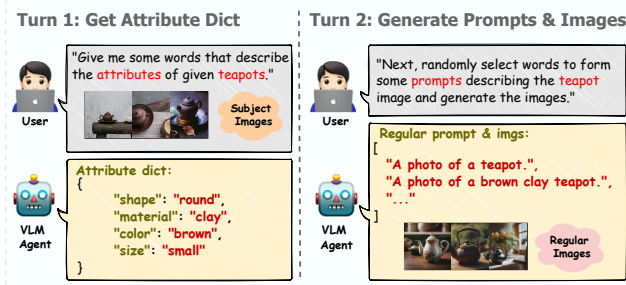 Turn 1: Get Attribute Dict
"Give me some words that describe
the attributes of given teapots."
Subject
Images
User
Attribute dict:
{
"shape": "round",
"material": "clay",
"color": "brown",
"size": "small"
}
VLM
Agent
Turn 2: Generate Prompts & Images
"Next, randomly select words to form
some prompts describing the teapot
image and generate the images."
User
Regular prompt & imgs:
[
"A photo of a teapot.",
"A photo of a brown clay teapot.",
"..."
]
VLM
Agent
Regular
Images